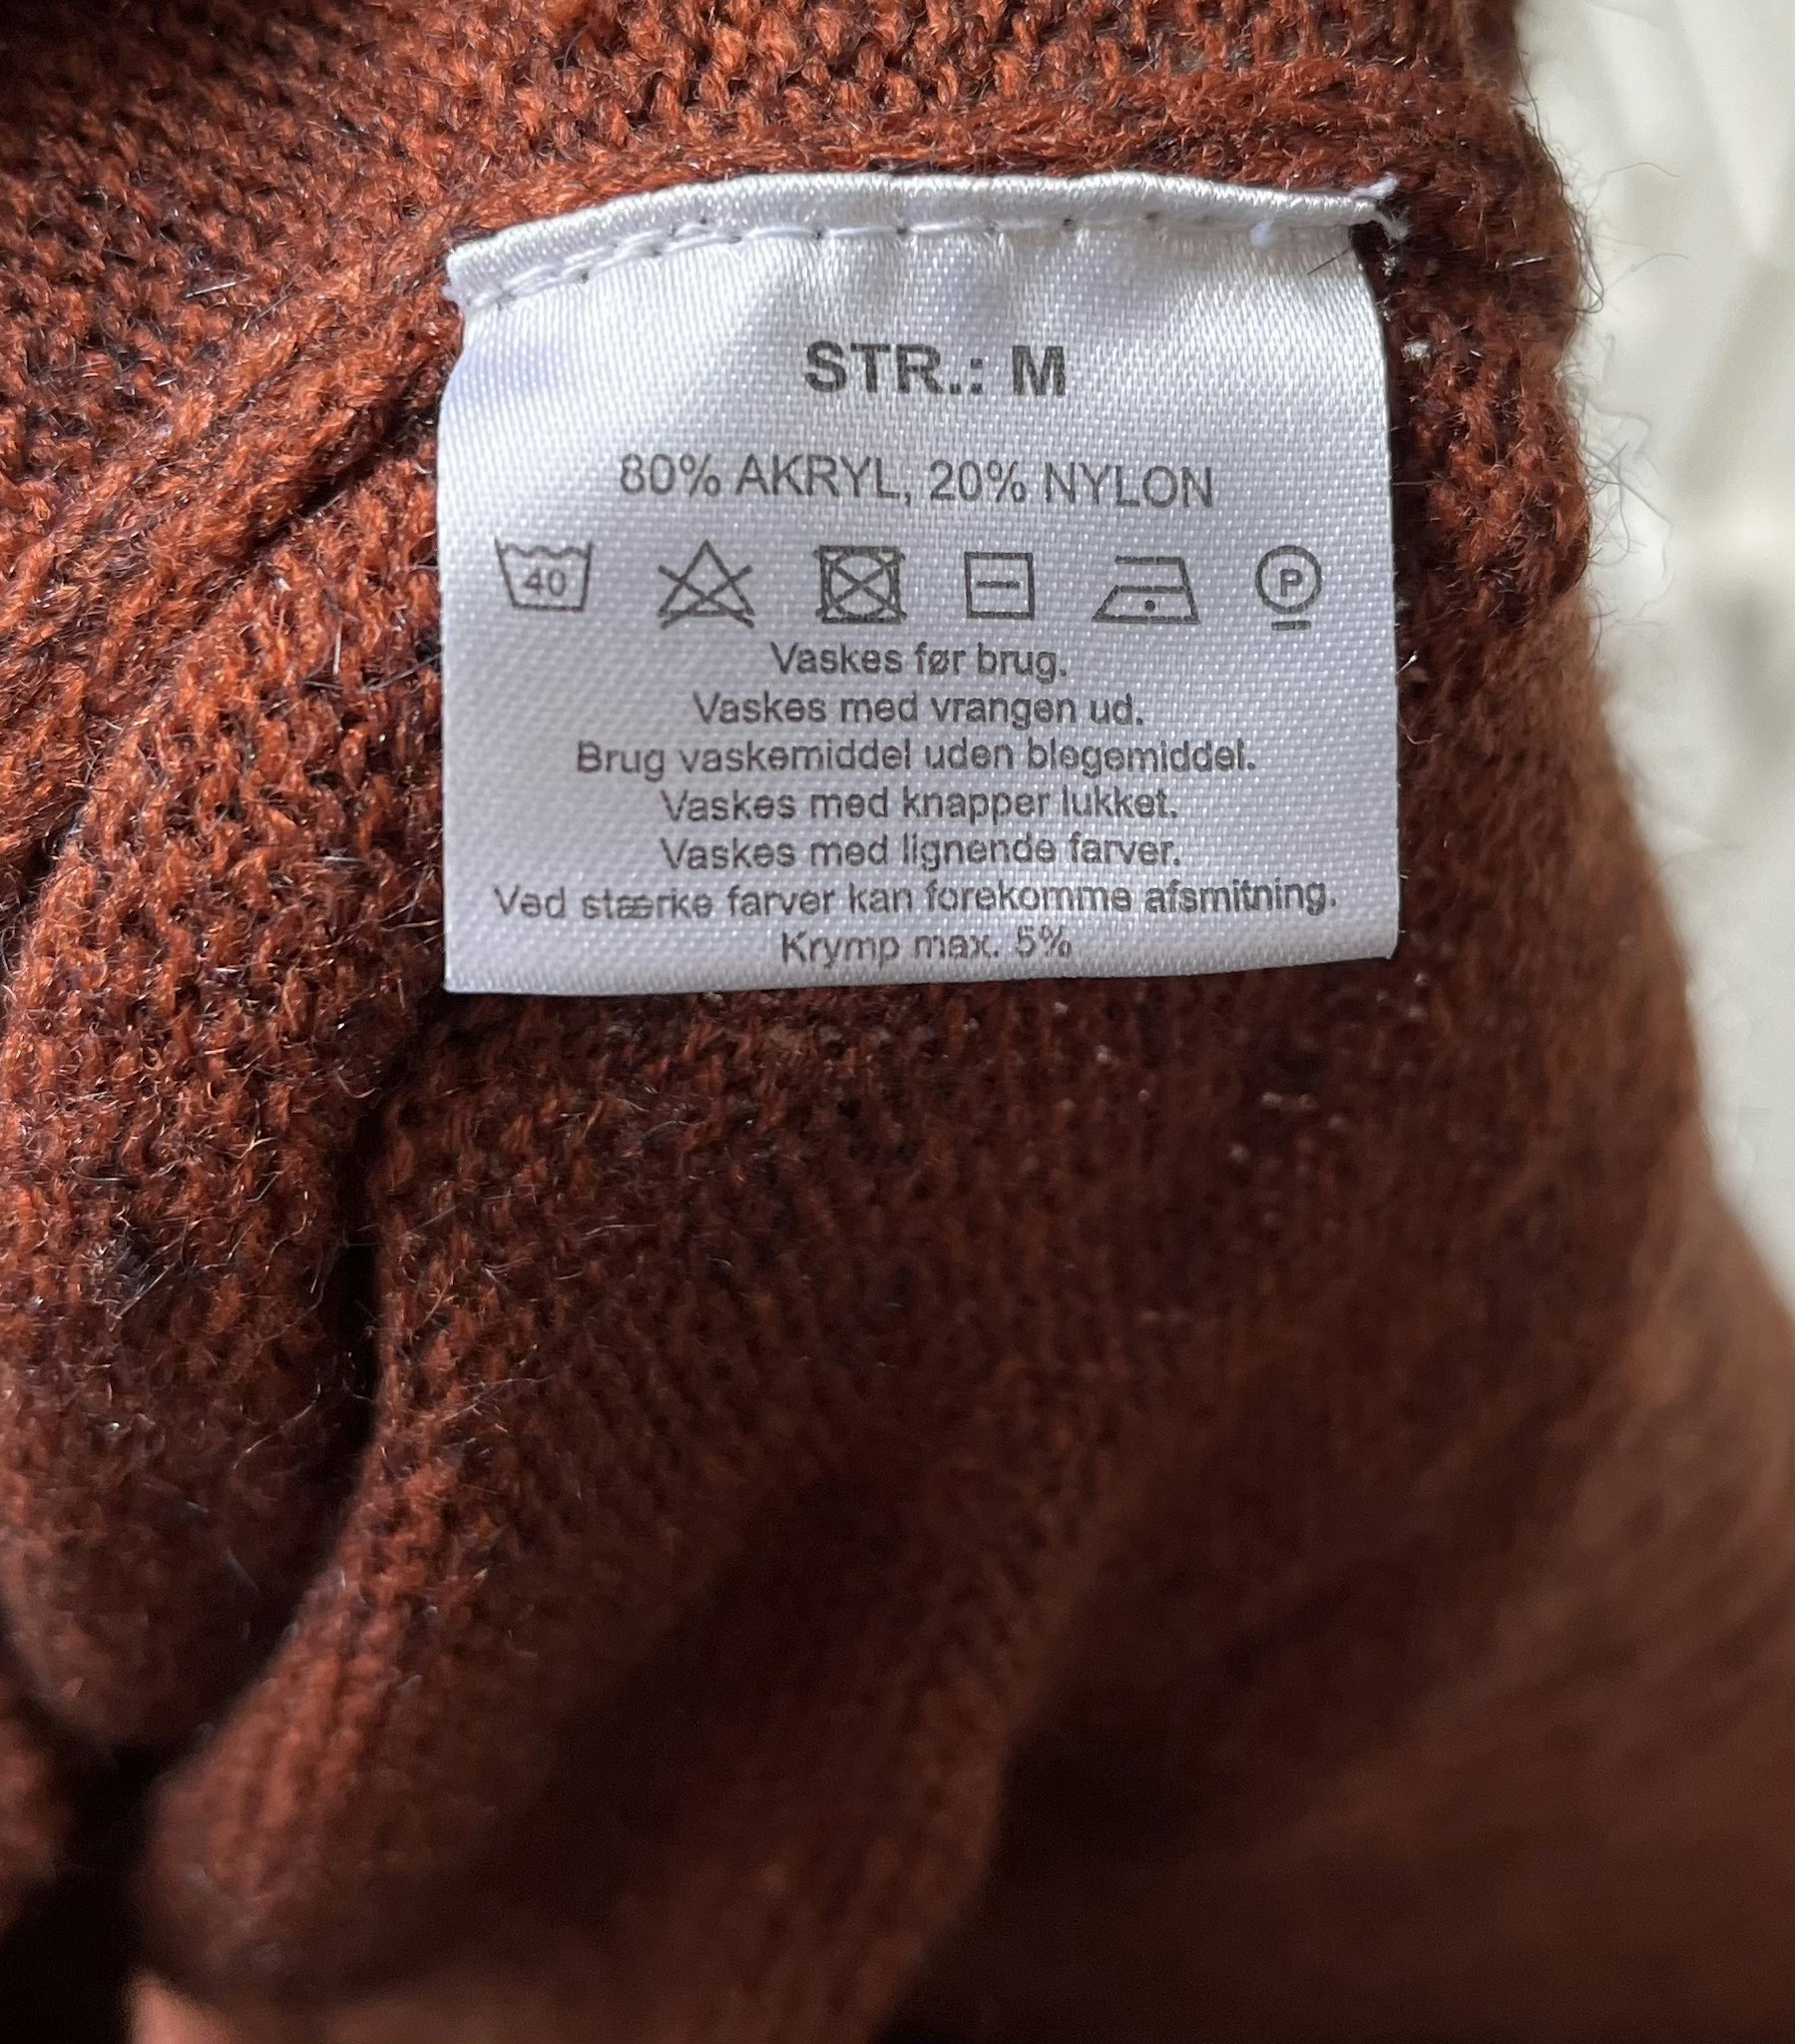 STR.: M
80% AKRYL, 20% NYLON
40 P
Vaskes før brug.
Vaskes med vrangen ud.
Brug vaskemiddel uden blegemiddel.
Vaskes med knapper lukket.
Vaskes med lignende farver.
Ved stærke farver kan forekomme afsmitning.
Krymp max. 5%